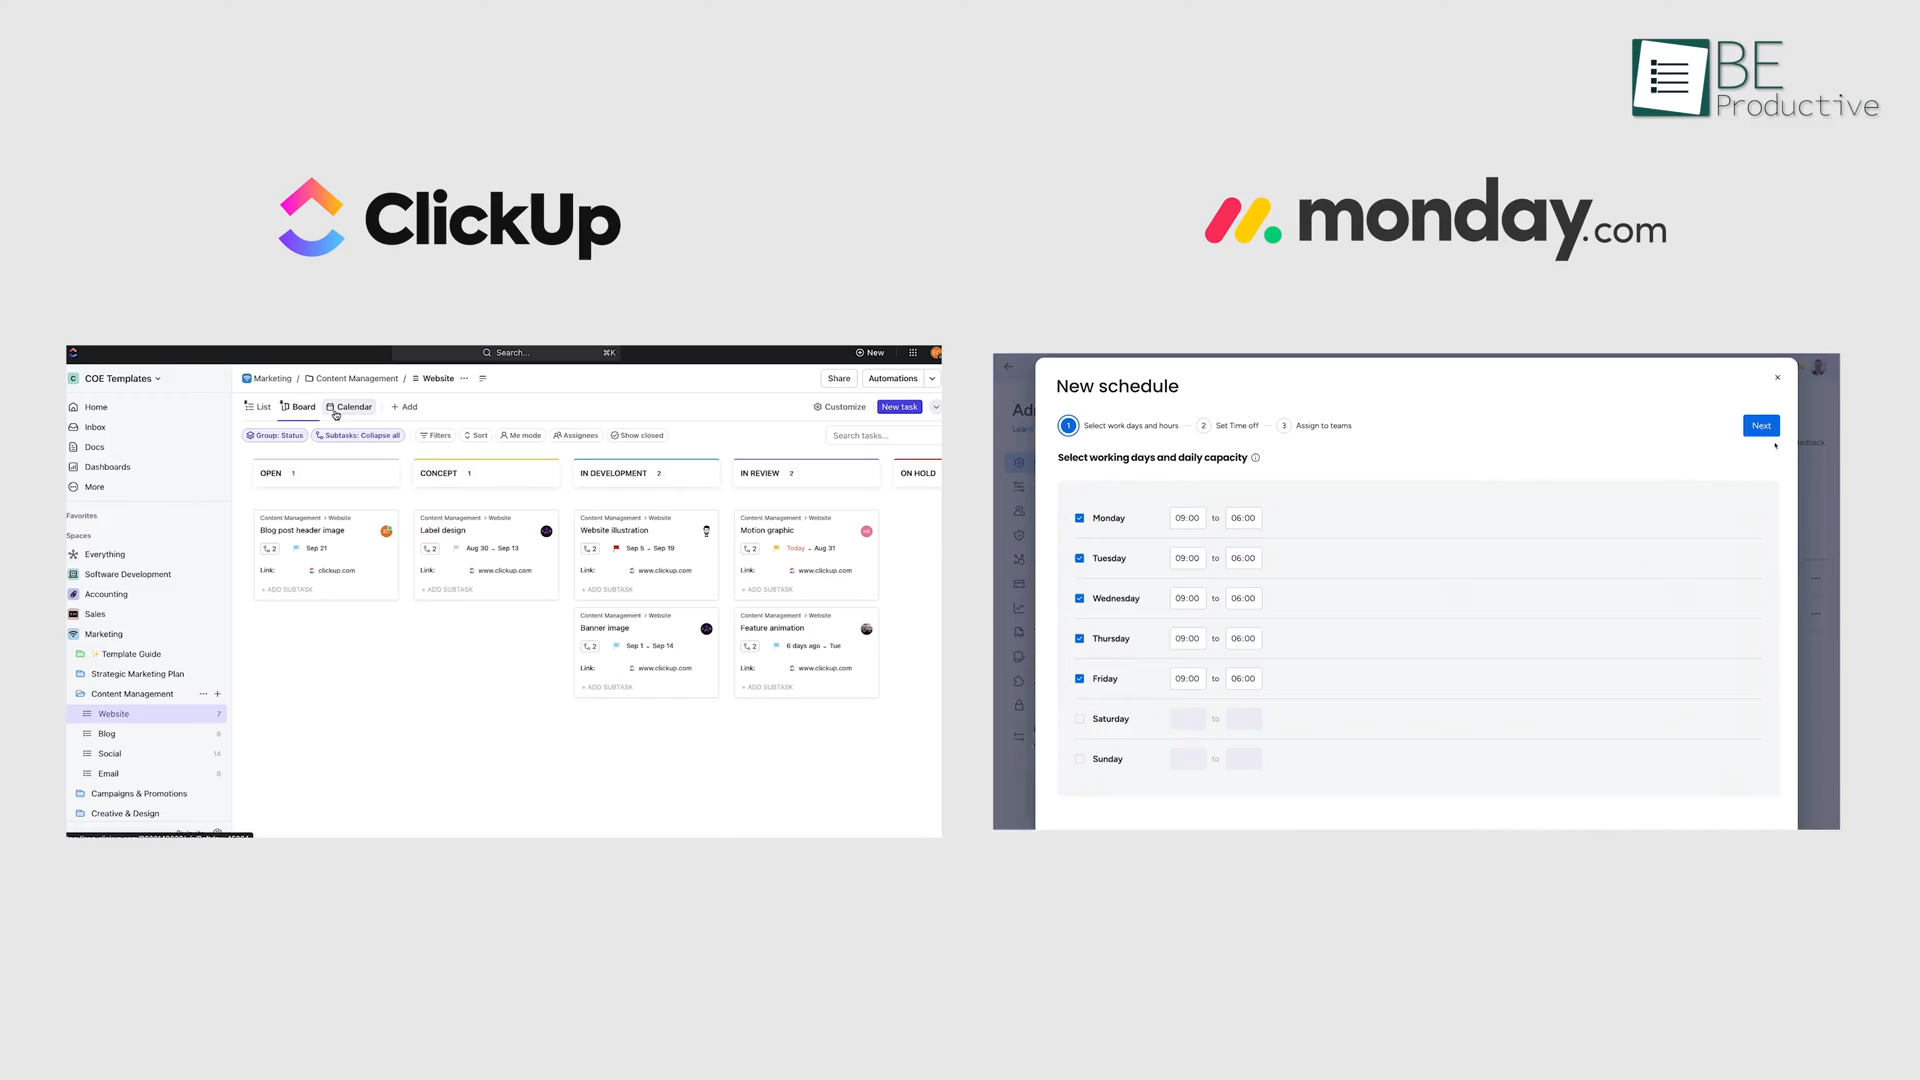 BE
Productive
ClickUp
monday.com
Search...
⌘K
New
COE Templates
Marketing / Content Management / Website ...
Share
Automations
Home
Inbox
Docs
Dashboards
More
Favorites
Spaces
Everything
Software Development
Accounting
Sales
Marketing
Template Guide
Strategic Marketing Plan
Content Management ... +
Website 7
Blog 8
Social 14
Email 8
Campaigns & Promotions
Creative & Design
List
Board
Calendar
+ Add
Customize
New task
Group: Status
Subtasks: Collapse all
Filters
Sort
Me mode
Assignees
Show closed
Search tasks...
OPEN 1
Content Management > Website
Blog post header image
2
Sep 21
Link: clickup.com
+ ADD SUBTASK
CONCEPT 1
Content Management > Website
Label design
2
Aug 30 - Sep 13
Link: www.clickup.com
+ ADD SUBTASK
IN DEVELOPMENT 2
Content Management > Website
Website illustration
2
Sep 5 - Sep 19
Link: www.clickup.com
+ ADD SUBTASK
Content Management > Website
Banner image
2
Sep 1 - Sep 14
Link: www.clickup.com
+ ADD SUBTASK
IN REVIEW 2
Content Management > Website
Motion graphic
2
Today - Aug 31
Link: www.clickup.com
+ ADD SUBTASK
Content Management > Website
Feature animation
2
6 days ago - Tue
Link: www.clickup.com
+ ADD SUBTASK
ON HOLD
New schedule
1 Select work days and hours
2 Set Time off
3 Assign to teams
Next
Select working days and daily capacity
Monday 09:00 to 06:00
Tuesday 09:00 to 06:00
Wednesday 09:00 to 06:00
Thursday 09:00 to 06:00
Friday 09:00 to 06:00
Saturday to
Sunday to